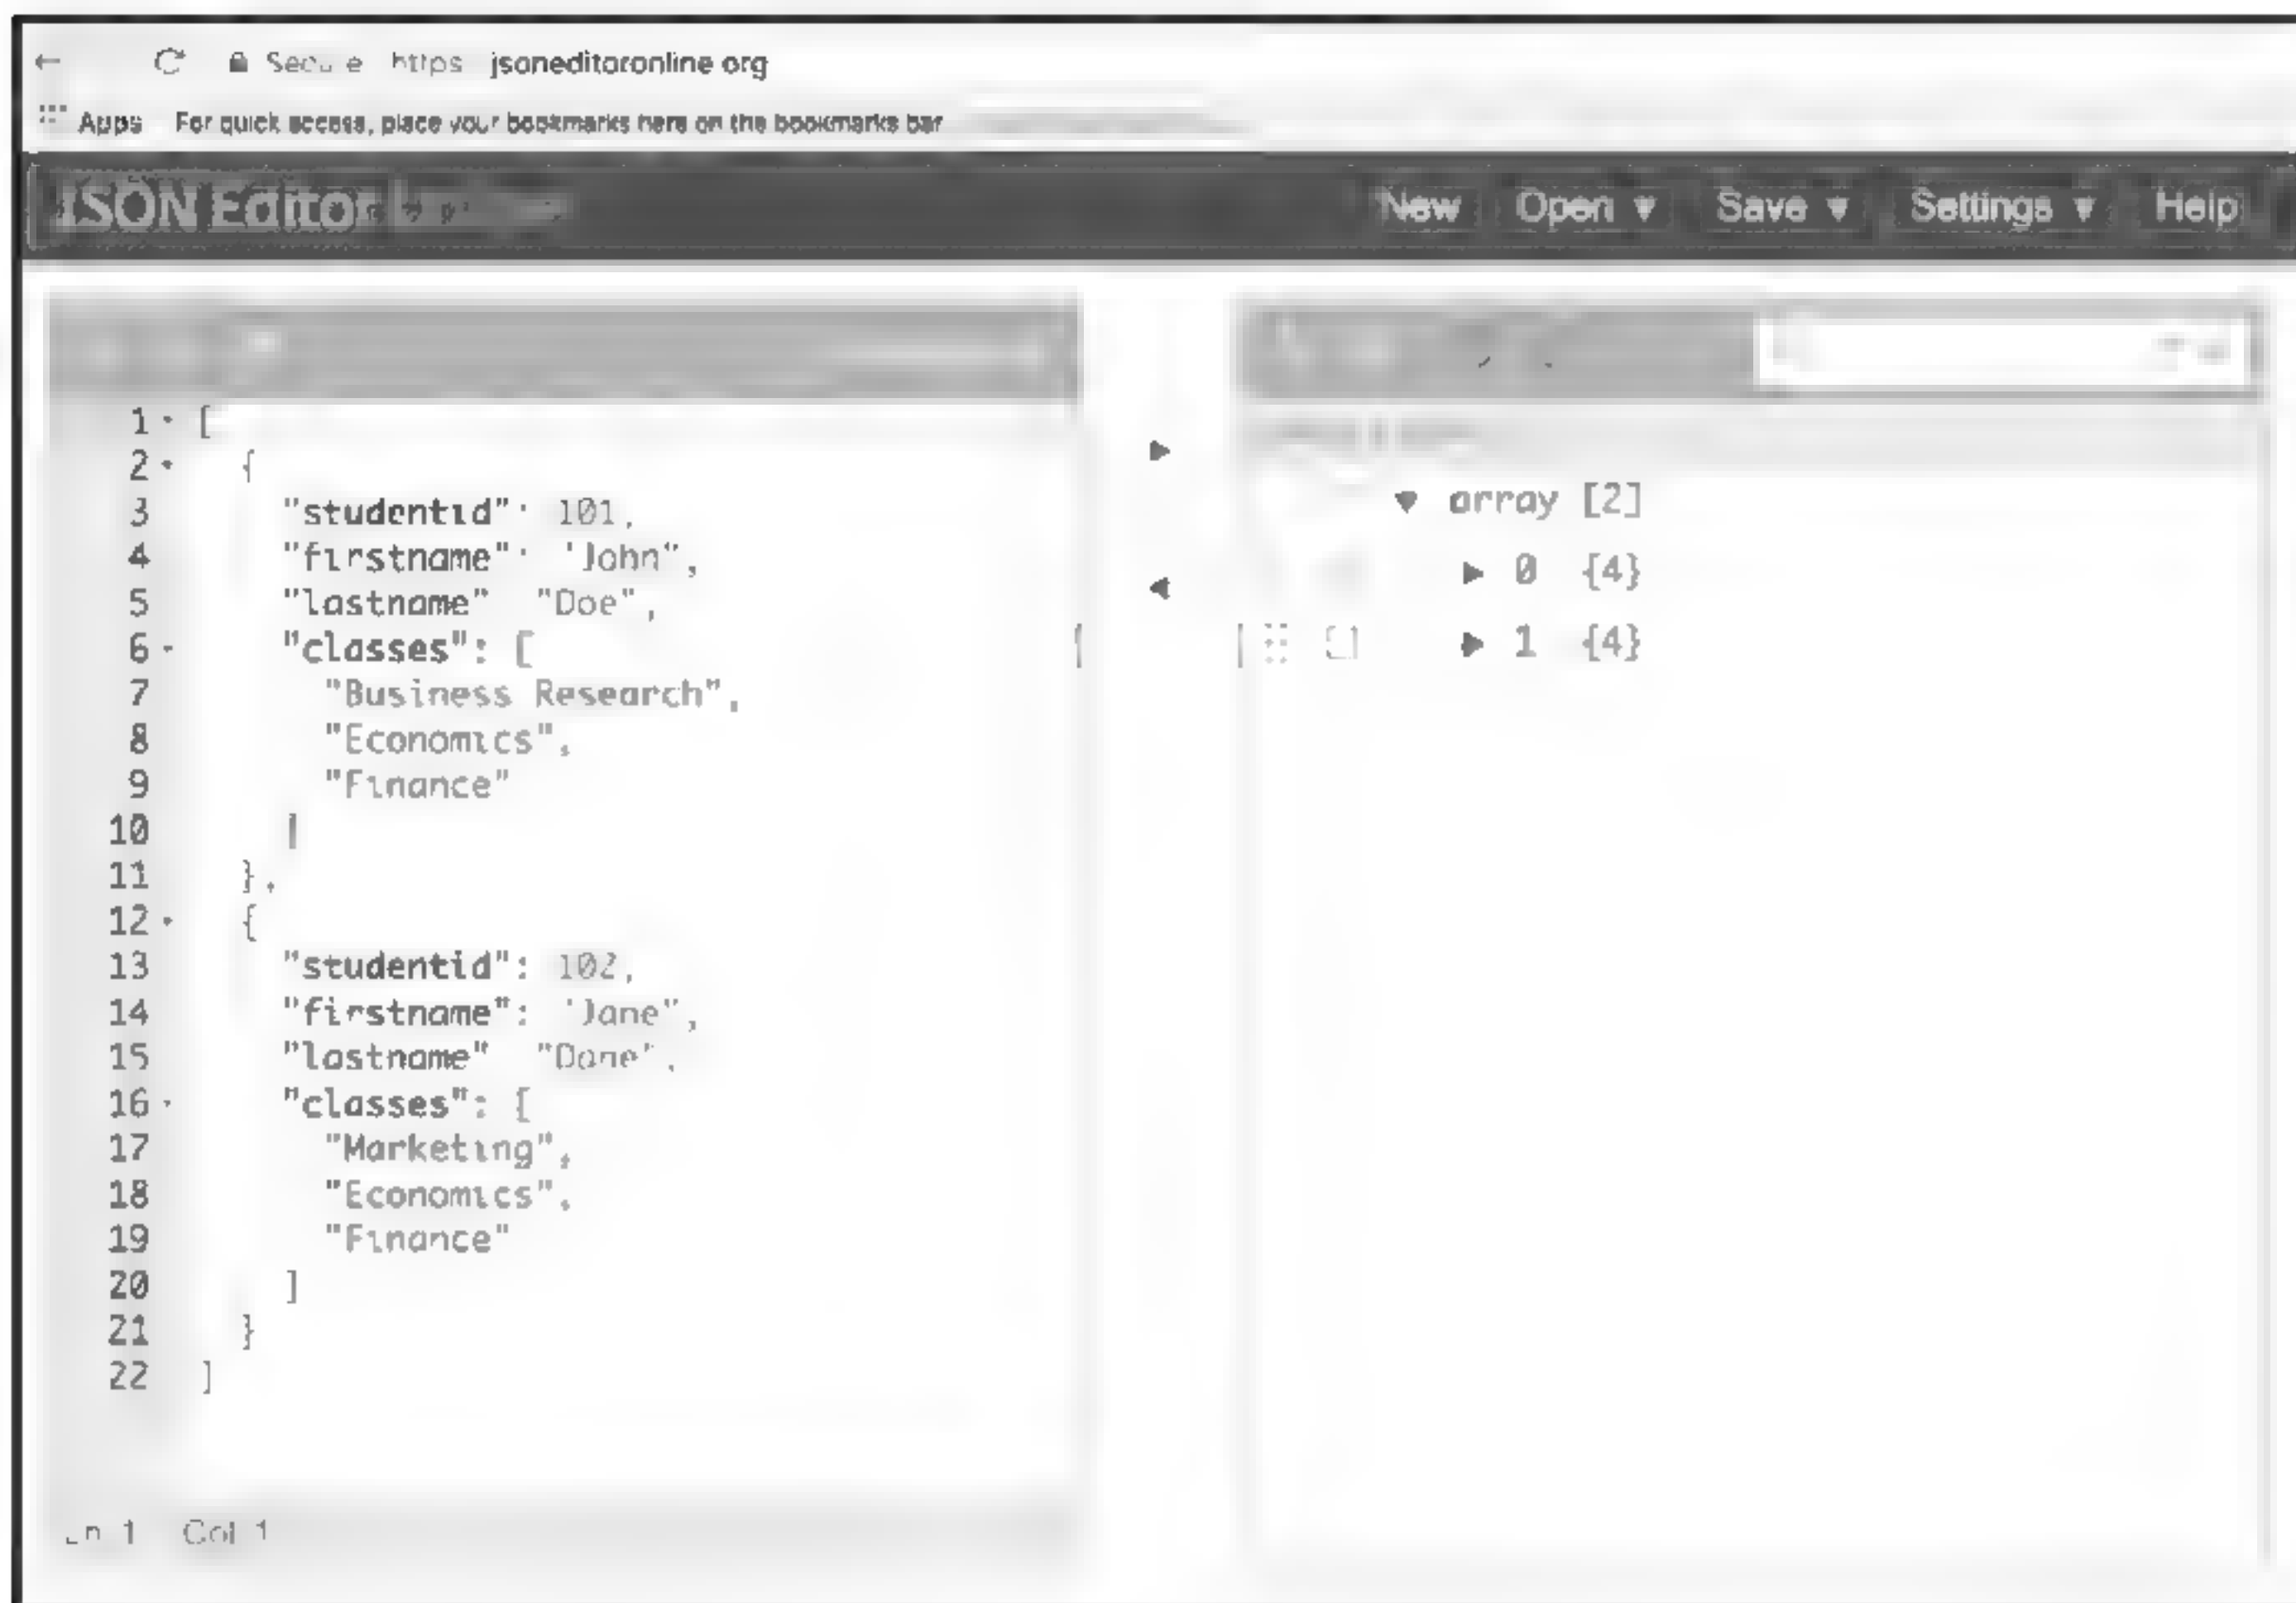 Secure https jsoneditoronline.org
Apps For quick access, place your bookmarks here on the bookmarks bar
JSON Editor
New Open ▼ Save ▼ Settings ▼ Help
1 [
2 {
3 "studentid": 101,
4 "firstname": "John",
5 "lastname" "Doe",
6 "classes": [
7 "Business Research",
8 "Economics",
9 "Finance"
10 ]
11 },
12 {
13 "studentid": 102,
14 "firstname": "Jane",
15 "lastname" "Dane",
16 "classes": [
17 "Marketing",
18 "Economics",
19 "Finance"
20 ]
21 }
22 ]
Ln 1 Col 1
▼ array [2]
▶ 0 {4}
▶ 1 {4}